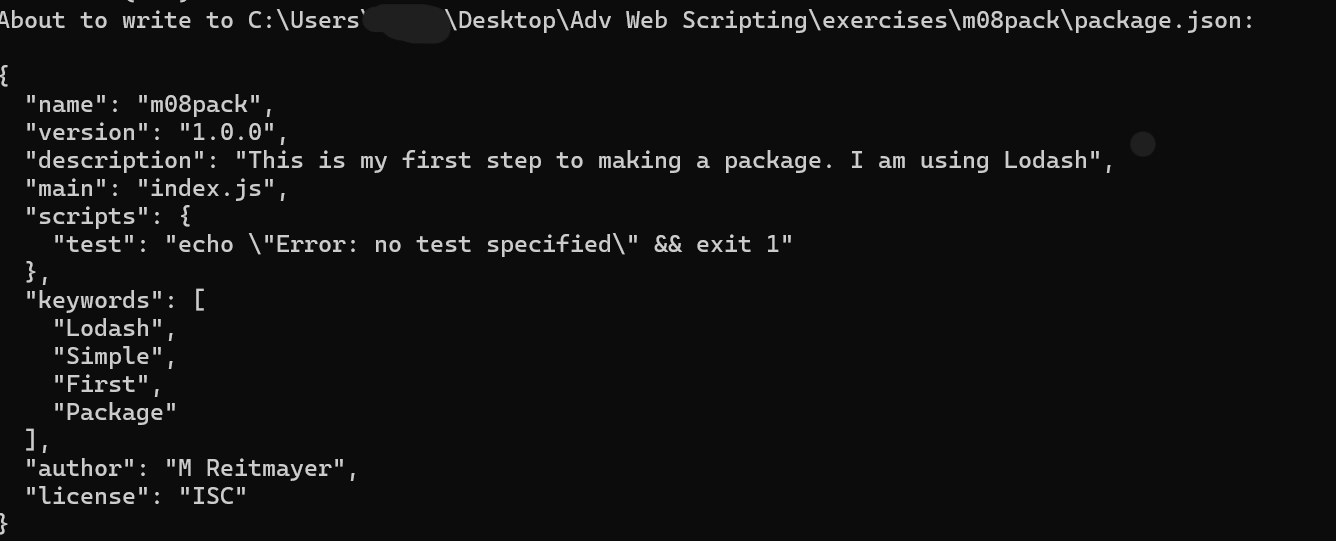 About to write to C:\Users\ \Desktop\Adv Web Scripting\exercises\m08pack\package.json:
{
"name": "m08pack",
"version": "1.0.0",
"description": "This is my first step to making a package. I am using Lodash",
"main": "index.js",
"scripts": {
"test": "echo \"Error: no test specified\" && exit 1"
},
"keywords": [
"Lodash",
"Simple",
"First",
"Package"
],
"author": "M Reitmayer",
"license": "ISC"
}